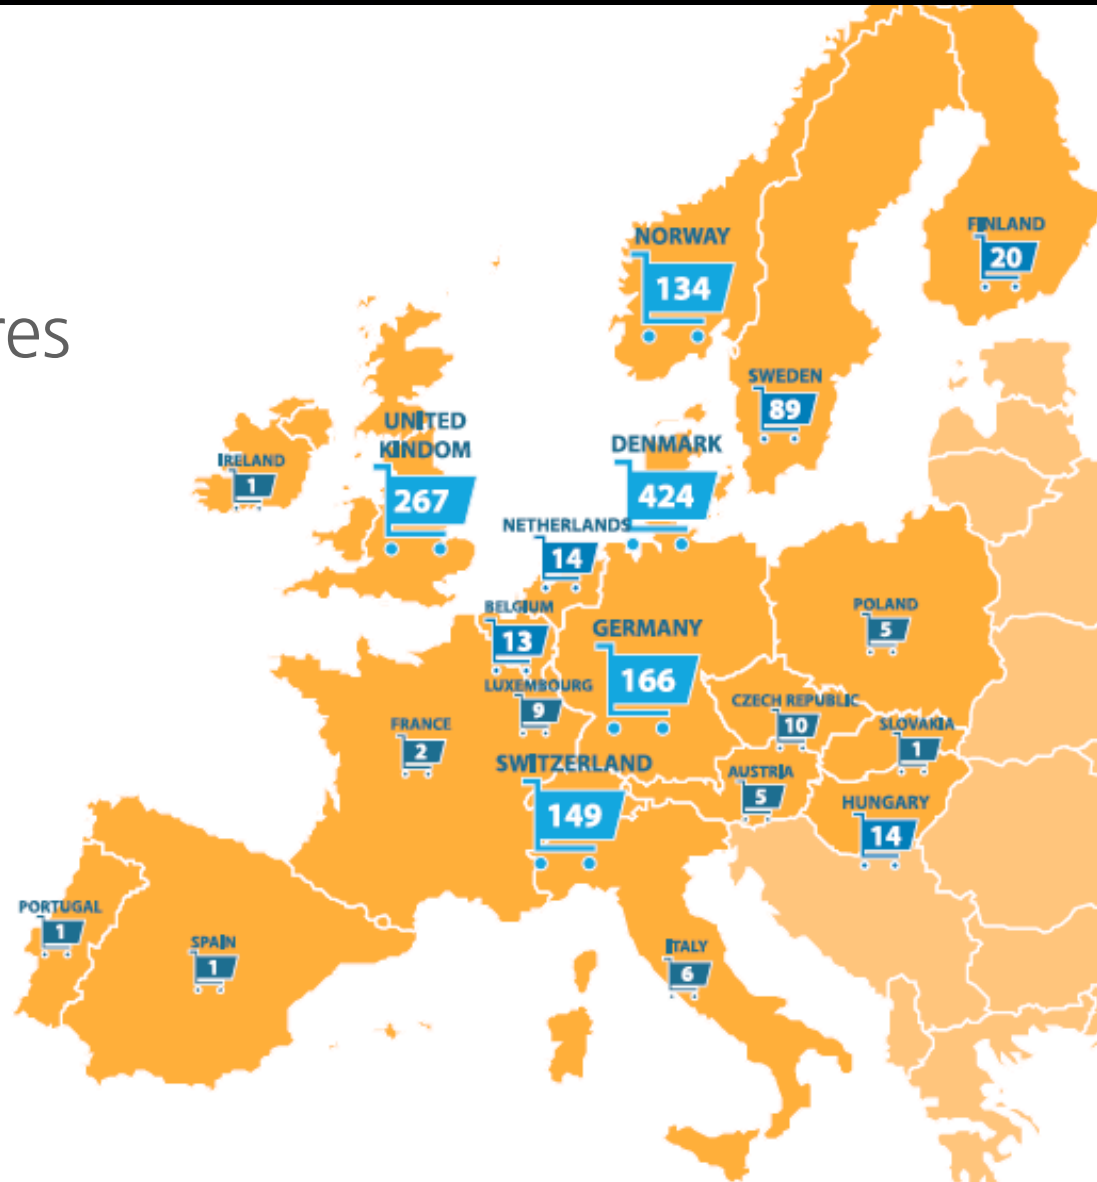 NORWAY
134
FINLAND
20
res
SWEDEN
89
UNITED
KINDOM
267
DENMARK
424
IRELAND
1
NETHERLANDS
14
BELGIUM
13
GERMANY
166
POLAND
5
LUXEMBOURG
9
CZECH REPUBLIC
10
FRANCE
2
SLOVAKIA
1
SWITZERLAND
149
AUSTRIA
5
HUNGARY
14
PORTUGAL
1
SPAIN
1
ITALY
6